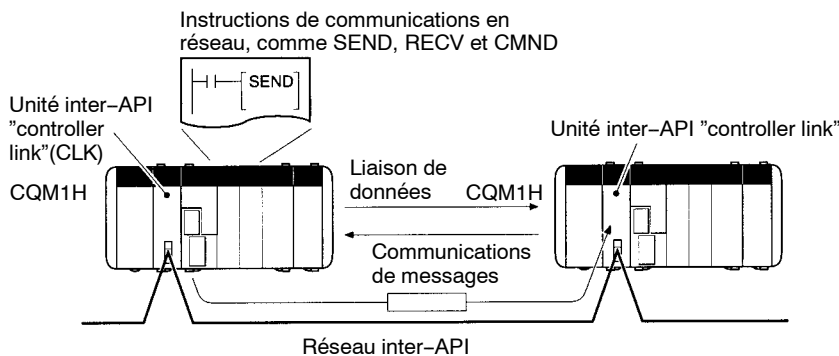 Instructions de communications en
réseau, comme SEND, RECV et CMND
SEND
Unité inter–API
”controller
link”(CLK)
Unité inter–API ”controller link”
CQM1H
Liaison de
données
CQM1H
Communications
de messages
Réseau inter–API